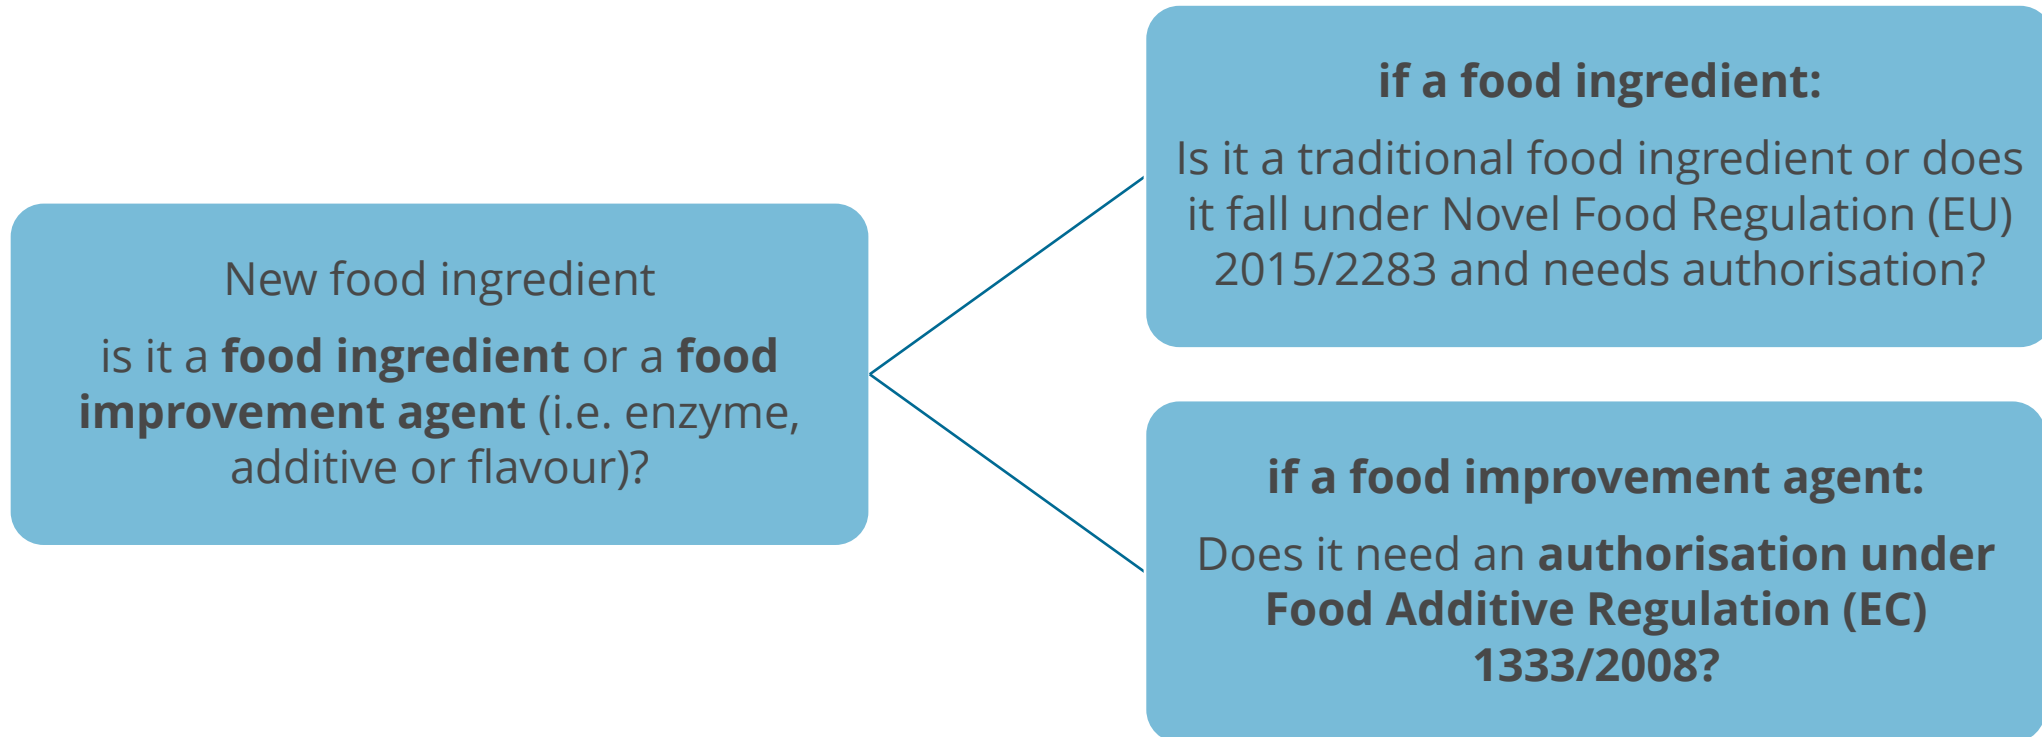 New food ingredient
is it a food ingredient or a food
improvement agent (i.e. enzyme,
additive or flavour)?
if a food ingredient:
Is it a traditional food ingredient or does
it fall under Novel Food Regulation (EU)
2015/2283 and needs authorisation?
if a food improvement agent:
Does it need an authorisation under
Food Additive Regulation (EC)
1333/2008?